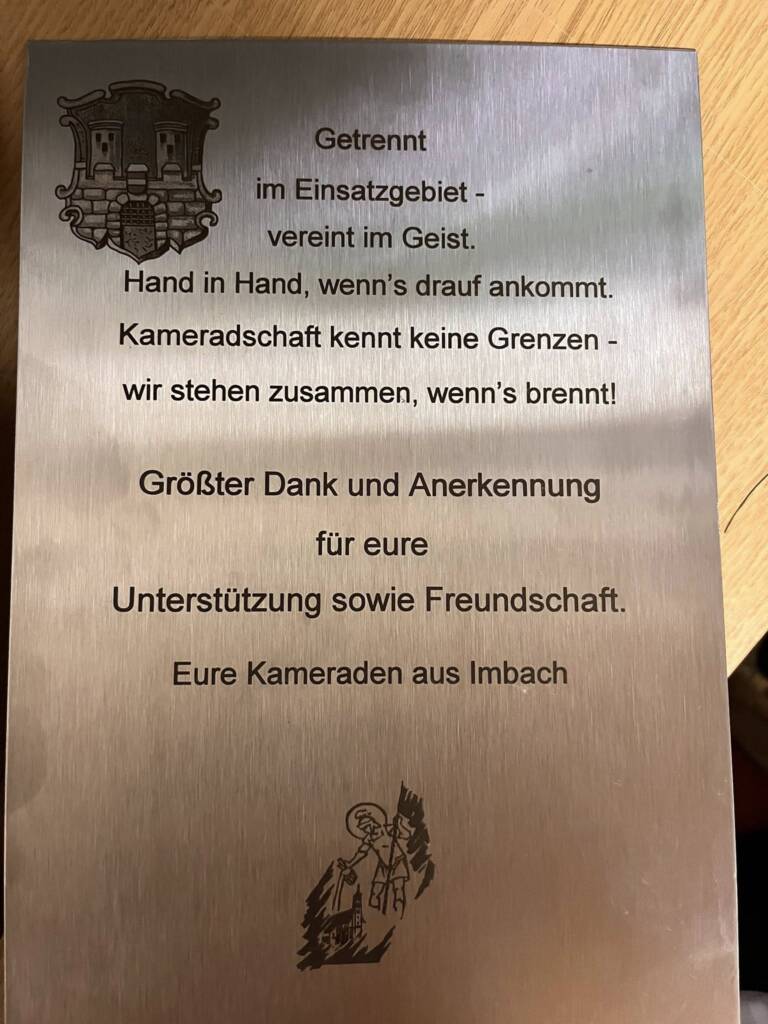 Getrennt
im Einsatzgebiet -
vereint im Geist.
Hand in Hand, wenn's drauf ankommt.
Kameradschaft kennt keine Grenzen -
wir stehen zusammen, wenn's brennt!
Größter Dank und Anerkennung
für eure
Unterstützung sowie Freundschaft.
Eure Kameraden aus Imbach